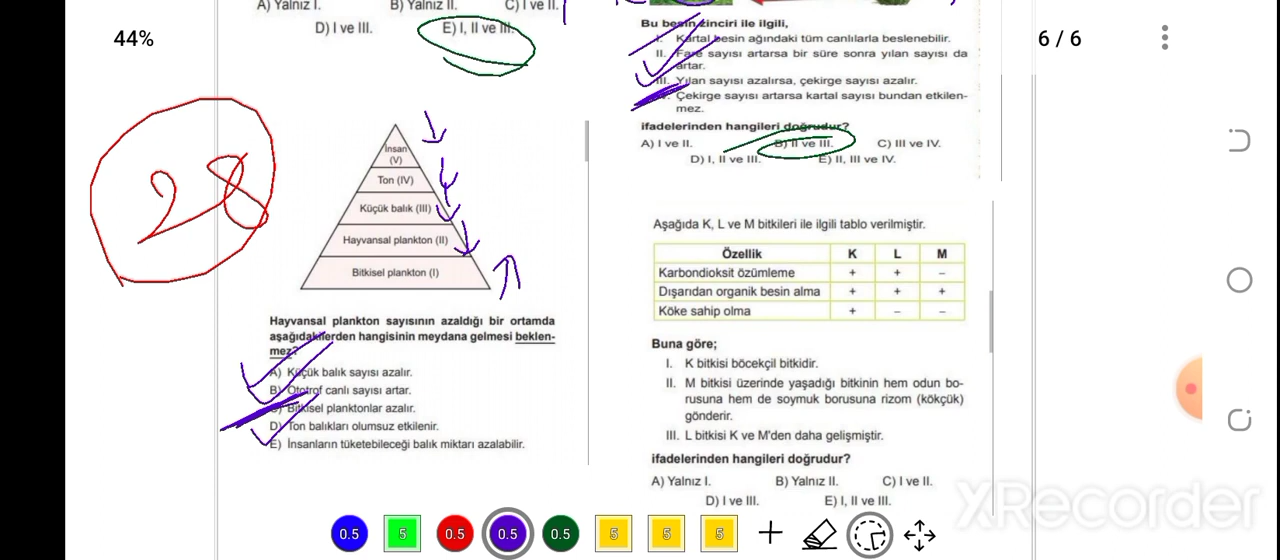 44%
6 / 6
A) Yalnız I.
B) Yalnız II.
C) I ve II.
D) I ve III.
E) I, II ve III.
28
İnsan
(V)
Ton (IV)
Küçük balık (III)
Hayvansal plankton (II)
Bitkisel plankton (I)
Hayvansal plankton sayısının azaldığı bir ortamda
aşağıdakilerden hangisinin meydana gelmesi beklen-
mez?
A) Küçük balık sayısı azalır.
B) Ototrof canlı sayısı artar.
C) Bitkisel planktonlar azalır.
D) Ton balıkları olumsuz etkilenir.
E) İnsanların tüketebileceği balık miktarı azalabilir.
Bu besin zinciri ile ilgili,
I. Kartal besin ağındaki tüm canlılarla beslenebilir.
II. Fare sayısı artarsa bir süre sonra yılan sayısı da
artar.
III. Yılan sayısı azalırsa, çekirge sayısı azalır.
Çekirge sayısı artarsa kartal sayısı bundan etkilen-
mez.
ifadelerinden hangileri doğrudur?
A) I ve II.
B) II ve III.
C) III ve IV.
D) I, II ve III.
E) II, III ve IV.
Aşağıda K, L ve M bitkileri ile ilgili tablo verilmiştir.
Özellik K L M
Karbondioksit özümleme + + –
Dışarıdan organik besin alma + + +
Köke sahip olma + – –
Buna göre;
I. K bitkisi böcekçil bitkidir.
II. M bitkisi üzerinde yaşadığı bitkinin hem odun bo-
rusuna hem de soymuk borusuna rizom (kökçük)
gönderir.
III. L bitkisi K ve M'den daha gelişmiştir.
ifadelerinden hangileri doğrudur?
A) Yalnız I.
B) Yalnız II.
C) I ve II.
D) I ve III.
E) I, II ve III.
0.5 5 0.5 0.5 0.5 5 5 5
XRecorder